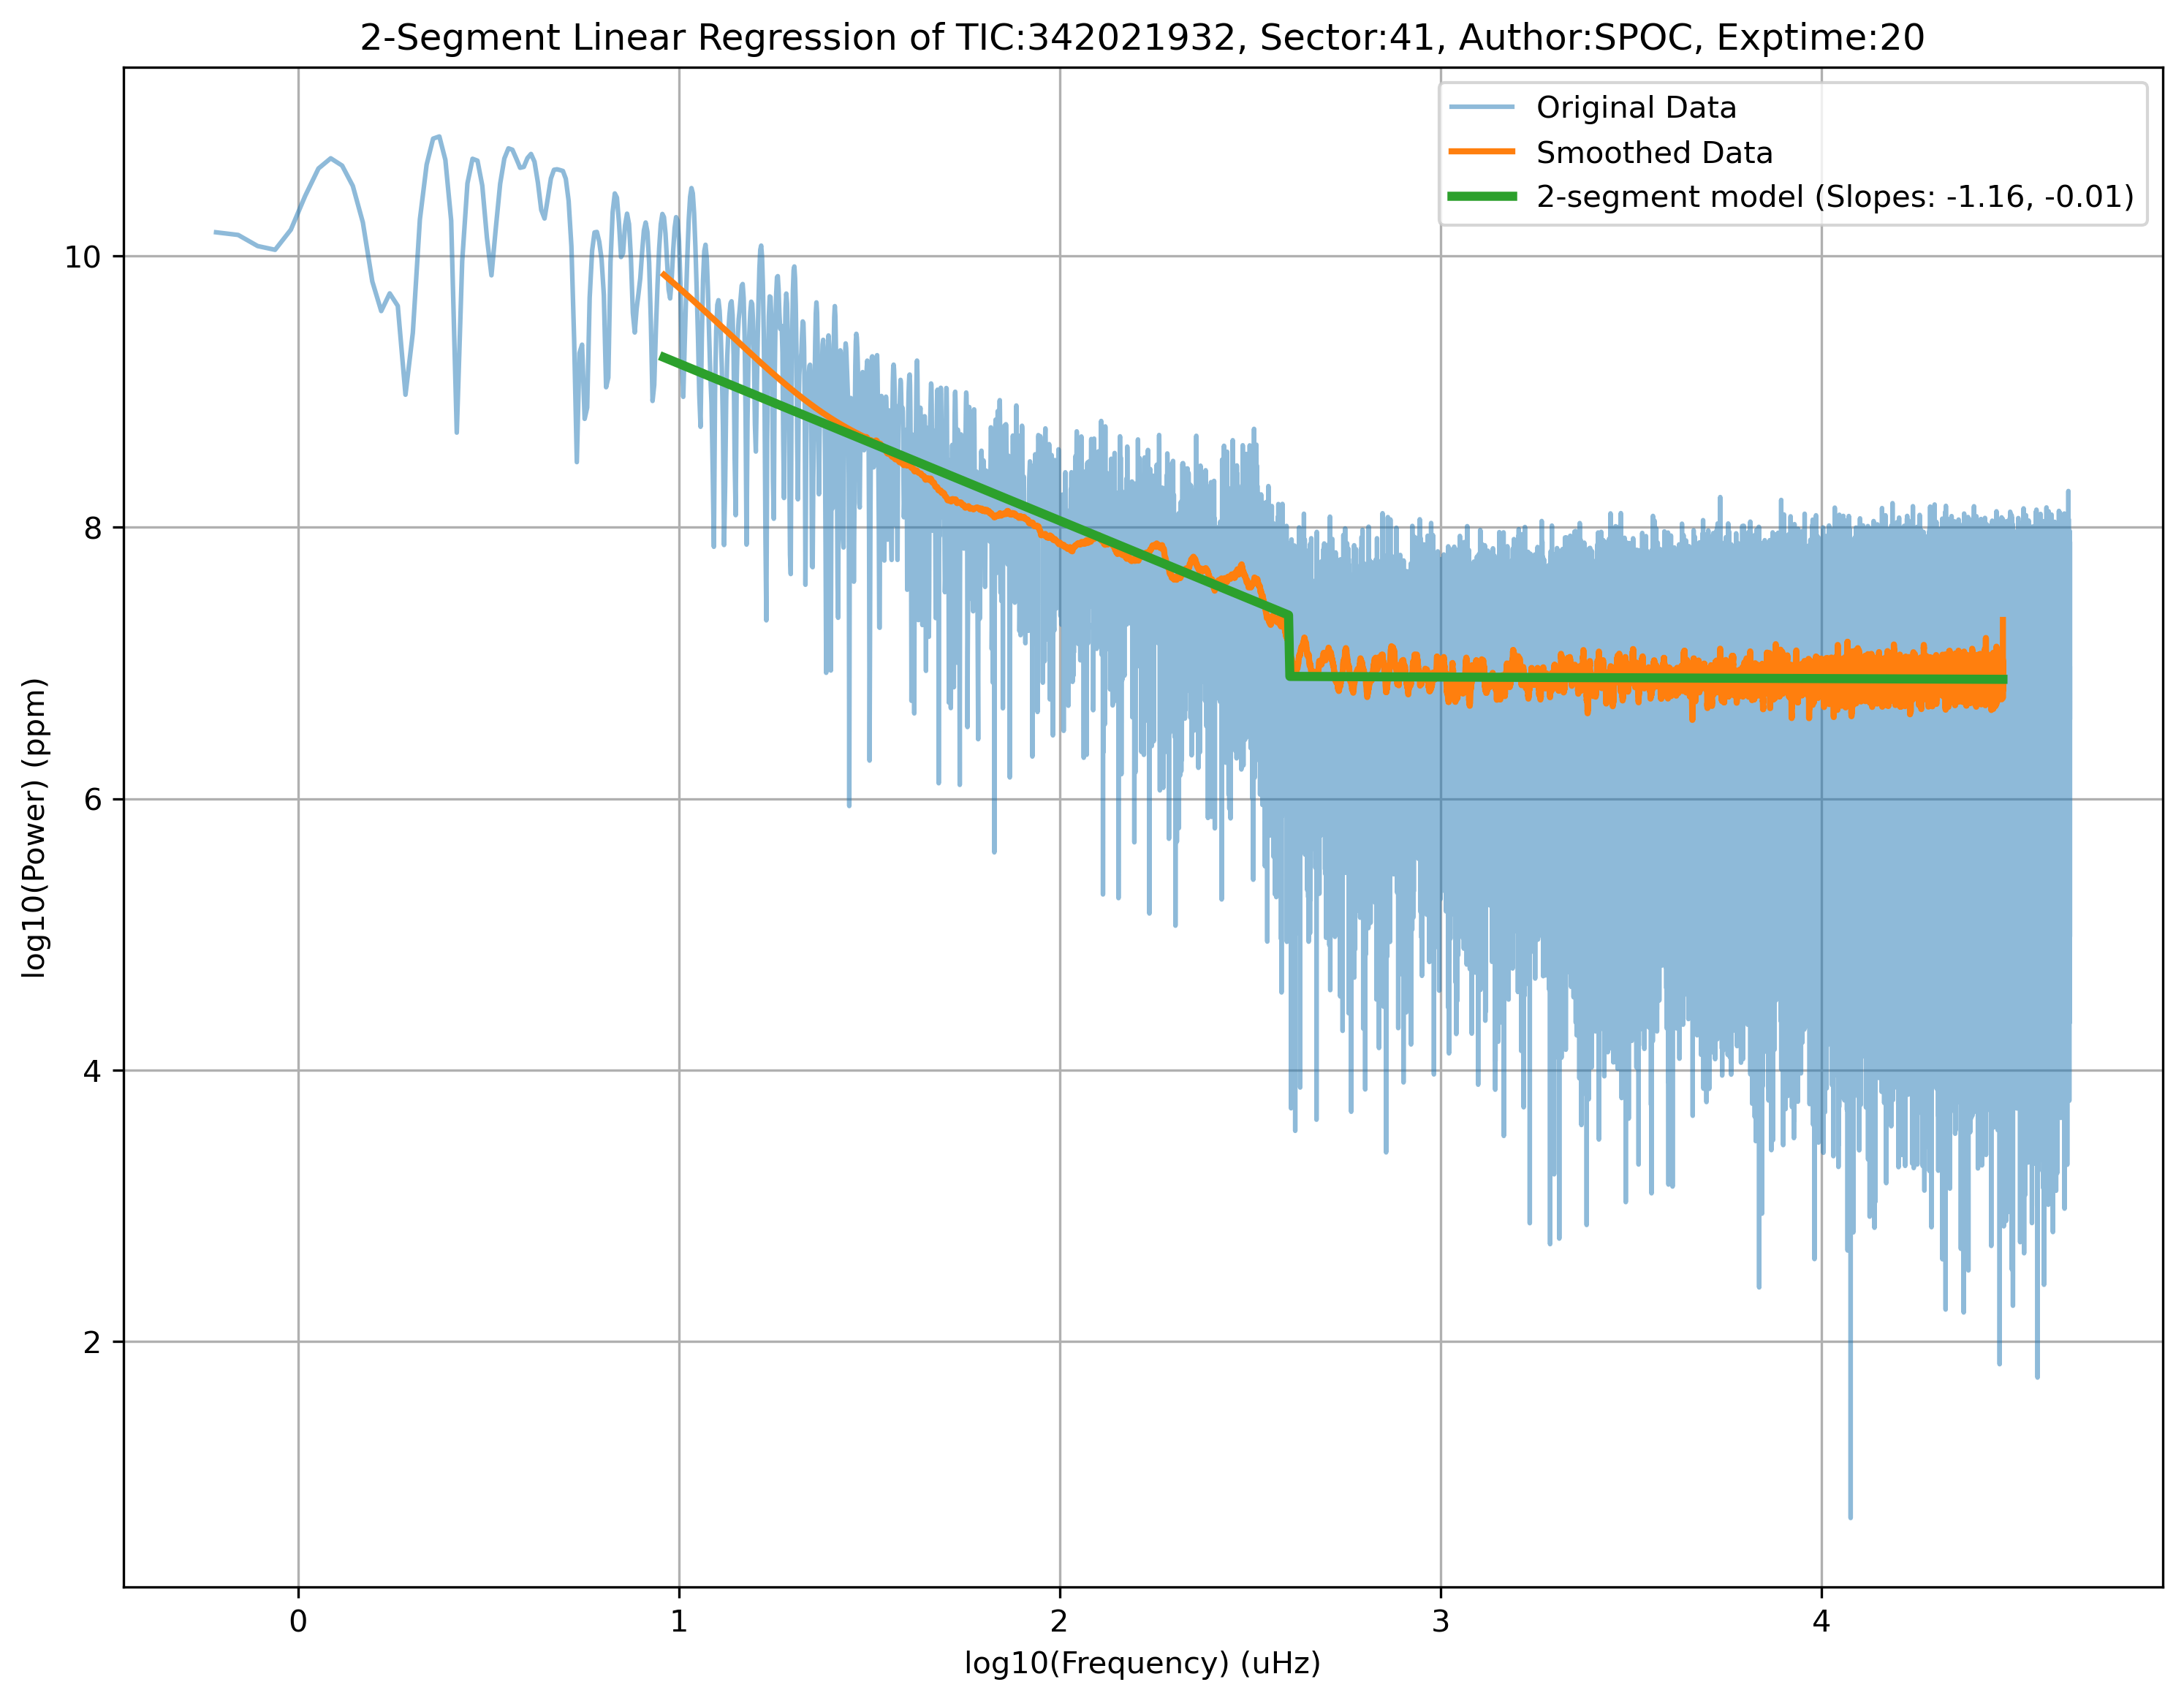 2-Segment Linear Regression of TIC:342021932, Sector:41, Author:SPOC, Exptime:20
Original Data
Smoothed Data
2-segment model (Slopes: -1.16, -0.01)
log10(Power) (ppm)
10
8
6
4
2
0 1 2 3 4
log10(Frequency) (uHz)